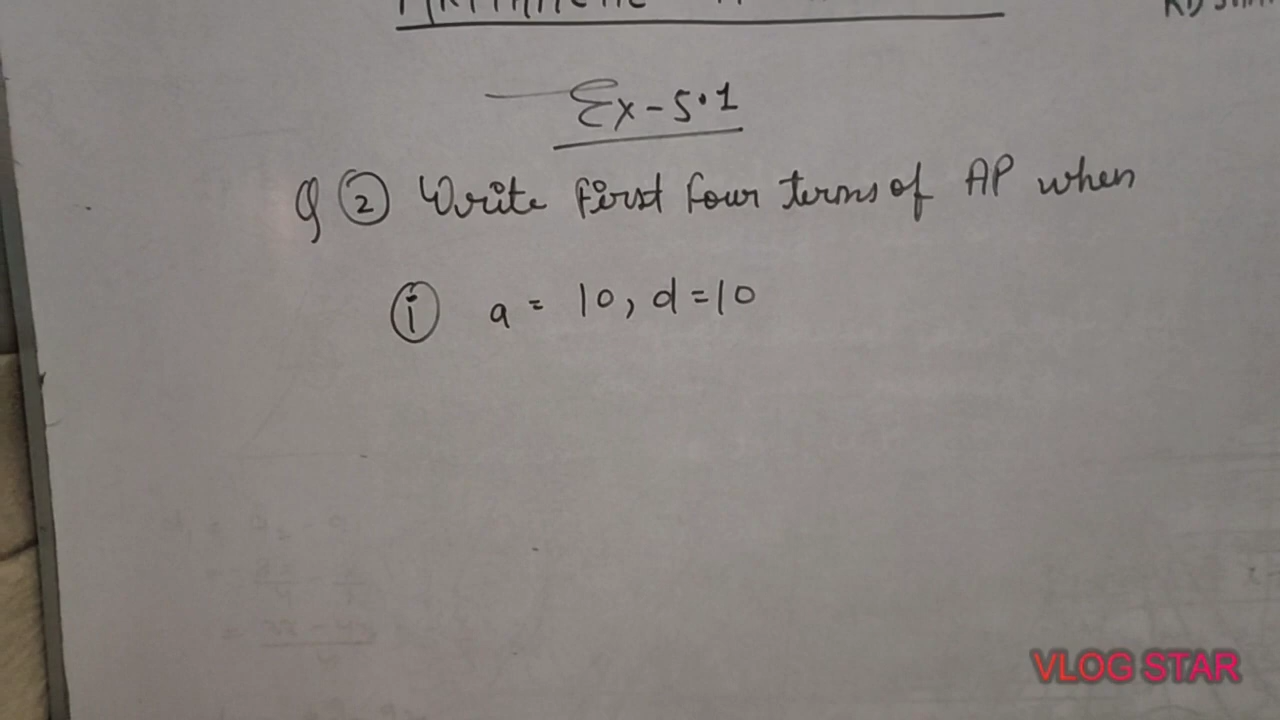 Ex-5.1
Q ② Write first four terms of AP when
ⓘ a = 10, d = 10
VLOG STAR